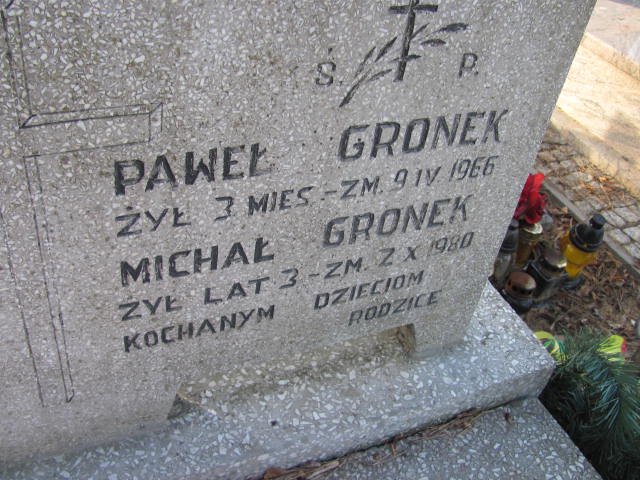 Ś. P.
PAWEŁ GRONEK
ŻYŁ 3 MIES.-ZM. 9 IV 1966
MICHAŁ GRONEK
ŻYŁ LAT 3-ZM. 2 X 1980
KOCHANYM DZIECIOM
RODZICE